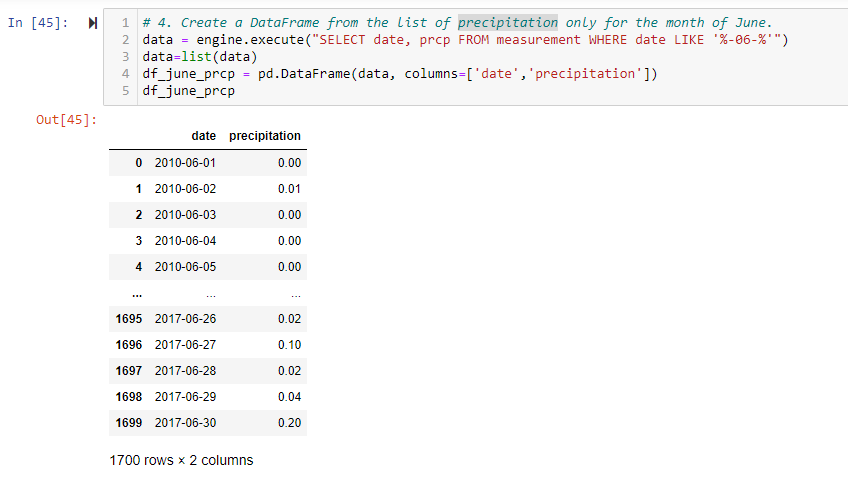 In [45]:
1 # 4. Create a DataFrame from the list of precipitation only for the month of June.
2 data = engine.execute("SELECT date, prcp FROM measurement WHERE date LIKE '%-06-%'")
3 data=list(data)
4 df_june_prcp = pd.DataFrame(data, columns=['date','precipitation'])
5 df_june_prcp
Out[45]:
date precipitation
0 2010-06-01 0.00
1 2010-06-02 0.01
2 2010-06-03 0.00
3 2010-06-04 0.00
4 2010-06-05 0.00
... ... ...
1695 2017-06-26 0.02
1696 2017-06-27 0.10
1697 2017-06-28 0.02
1698 2017-06-29 0.04
1699 2017-06-30 0.20
1700 rows × 2 columns